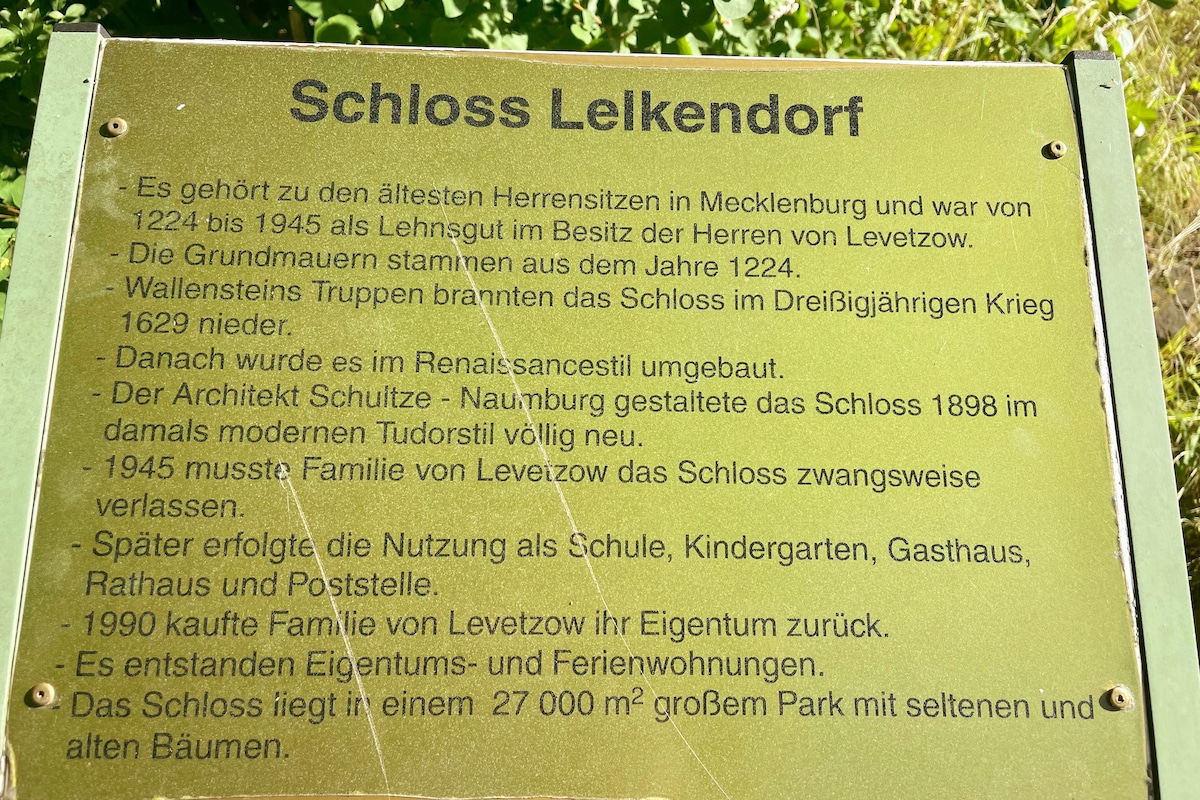 Schloss Lelkendorf
- Es gehört zu den ältesten Herrensitzen in Mecklenburg und war von
1224 bis 1945 als Lehnsgut im Besitz der Herren von Levetzow.
- Die Grundmauern stammen aus dem Jahre 1224.
- Wallensteins Truppen brannten das Schloss im Dreißigjährigen Krieg
1629 nieder.
- Danach wurde es im Renaissancestil umgebaut.
- Der Architekt Schultze - Naumburg gestaltete das Schloss 1898 im
damals modernen Tudorstil völlig neu.
- 1945 musste Familie von Levetzow das Schloss zwangsweise
verlassen.
- Später erfolgte die Nutzung als Schule, Kindergarten, Gasthaus,
Rathaus und Poststelle.
- 1990 kaufte Familie von Levetzow ihr Eigentum zurück.
- Es entstanden Eigentums- und Ferienwohnungen.
- Das Schloss liegt in einem 27 000 m² großem Park mit seltenen und
alten Bäumen.